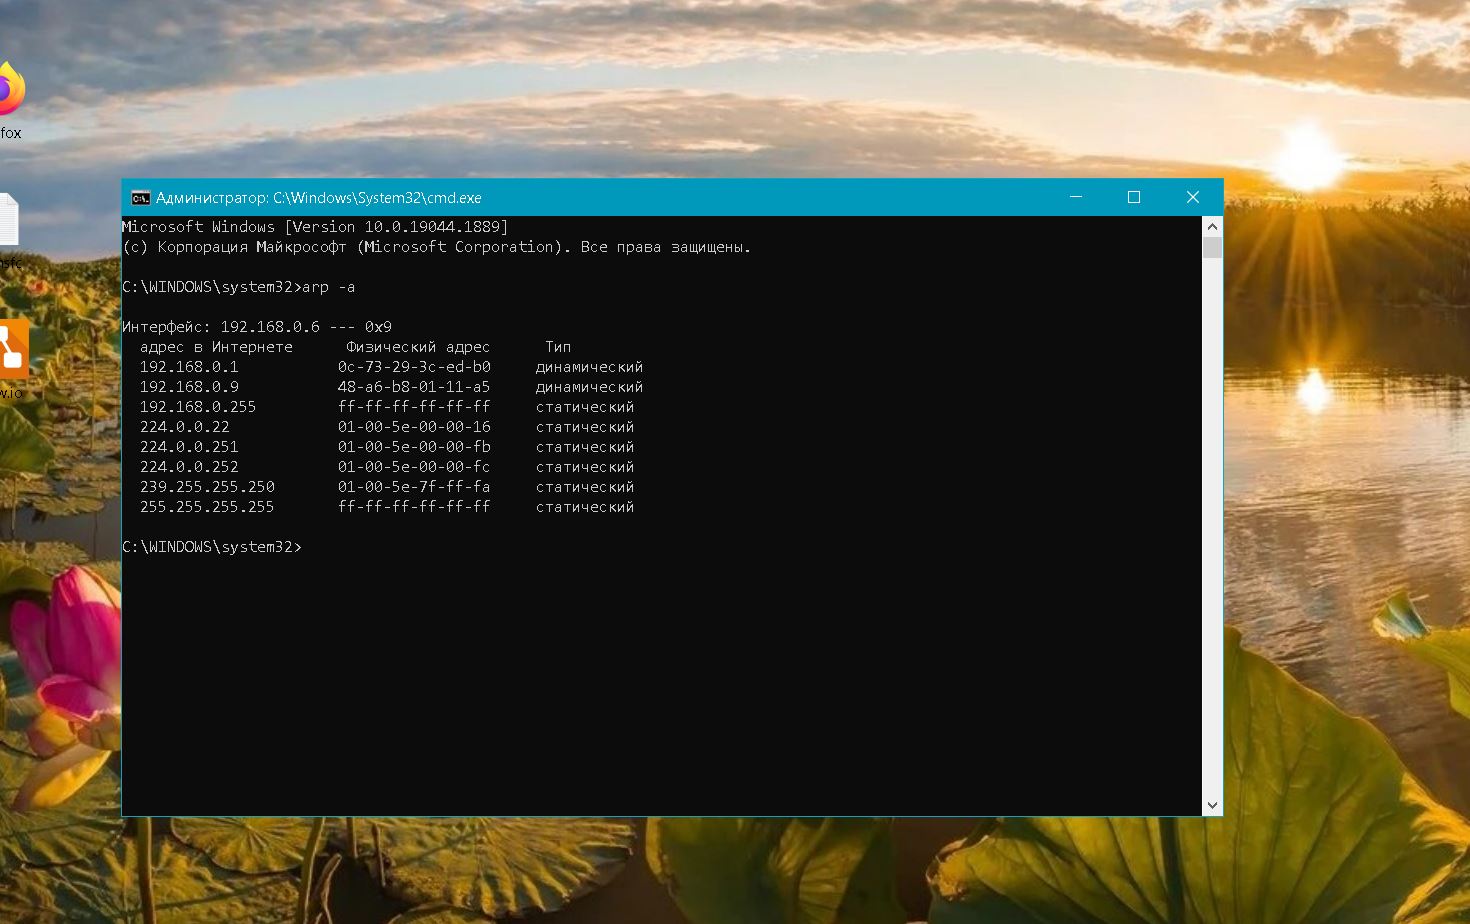 fox
Администратор: C:\Windows\System32\cmd.exe
Microsoft Windows [Version 10.0.19044.1889]
(c) Корпорация Майкрософт (Microsoft Corporation). Все права защищены.
C:\WINDOWS\system32>arp -a
Интерфейс: 192.168.0.6 --- 0x9
адрес в Интернете Физический адрес Тип
192.168.0.1 0c-73-29-3c-ed-b0 динамический
192.168.0.9 48-a6-b8-01-11-a5 динамический
192.168.0.255 ff-ff-ff-ff-ff-ff статический
224.0.0.22 01-00-5e-00-00-16 статический
224.0.0.251 01-00-5e-00-00-fb статический
224.0.0.252 01-00-5e-00-00-fc статический
239.255.255.250 01-00-5e-7f-ff-fa статический
255.255.255.255 ff-ff-ff-ff-ff-ff статический
w.io
C:\WINDOWS\system32>